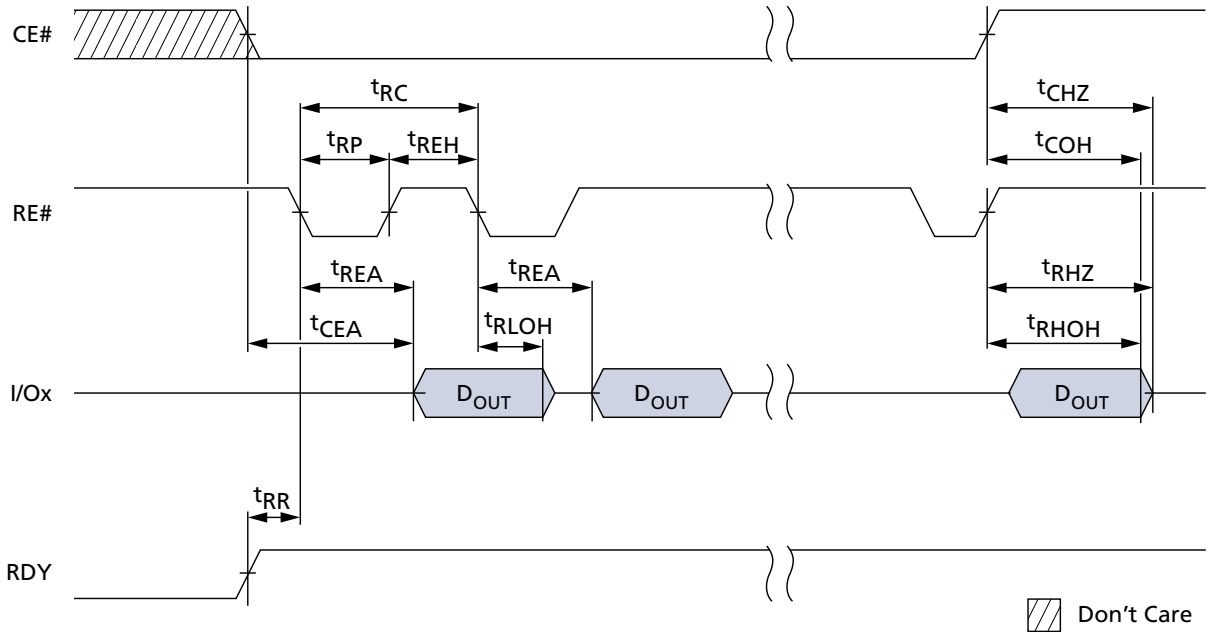 CE#
tRC
tCHZ
tRP
tREH
tCOH
RE#
tREA
tREA
tRHZ
tCEA
tRLOH
tRHOH
I/Ox
DOUT
DOUT
DOUT
tRR
RDY
Don't Care